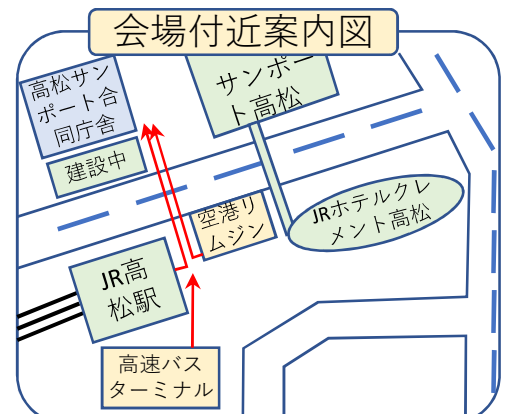 会場付近案内図
高松サン
ポート合
同庁舎
サンポー
ト高松
建設中
空港リ
ムジン
JRホテルクレ
メント高松
JR高
松駅
高速バス
ターミナル